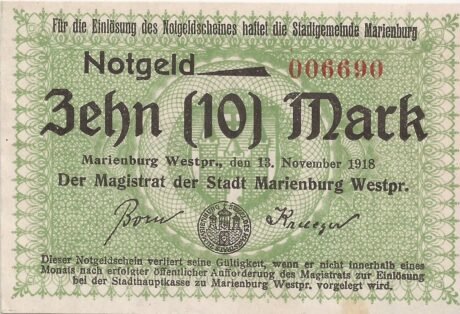 Für die Einlösung des Notgeldscheines haftet die Stadtgemeinde Marienburg
Notgeld 006690
Zehn (10) Mark
Marienburg Westpr., den 13. November 1918
Der Magistrat der Stadt Marienburg Westpr.
Born Krueger
Dieser Notgeldschein verliert seine Gültigkeit, wenn er nicht innerhalb eines
Monats nach erfolgter öffentlicher Aufforderung des Magistrats zur Einlösung
bei der Stadthauptkasse zu Marienburg Westpr. vorgelegt wird.